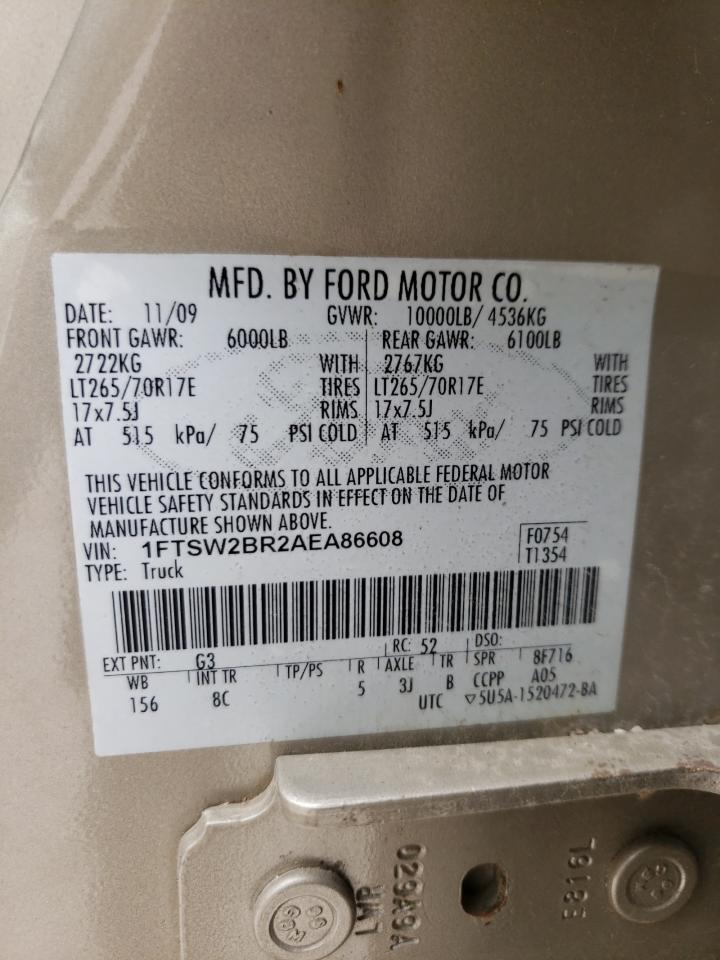 MFD. BY FORD MOTOR CO.
DATE: 11/09 GVWR: 10000LB/ 4536KG
FRONT GAWR: 6000LB REAR GAWR: 6100LB
2722KG WITH 2767KG WITH
LT265/70R17E TIRES LT265/70R17E TIRES
17x7.5J RIMS 17x7.5J RIMS
AT 515 kPa/ 75 PSI COLD AT 515 kPa/ 75 PSI COLD
THIS VEHICLE CONFORMS TO ALL APPLICABLE FEDERAL MOTOR
VEHICLE SAFETY STANDARDS IN EFFECT ON THE DATE OF
MANUFACTURE SHOWN ABOVE.
VIN: 1FTSW2BR2AEA86608 F0754
TYPE: Truck T1354
EXT PNT: G3 RC: 52 DSO:
WB INT TR TP/PS R AXLE TR SPR 8F716
156 8C 5 3J B CCPP A05
UTC ▽5U5A-1520472-BA
LMP